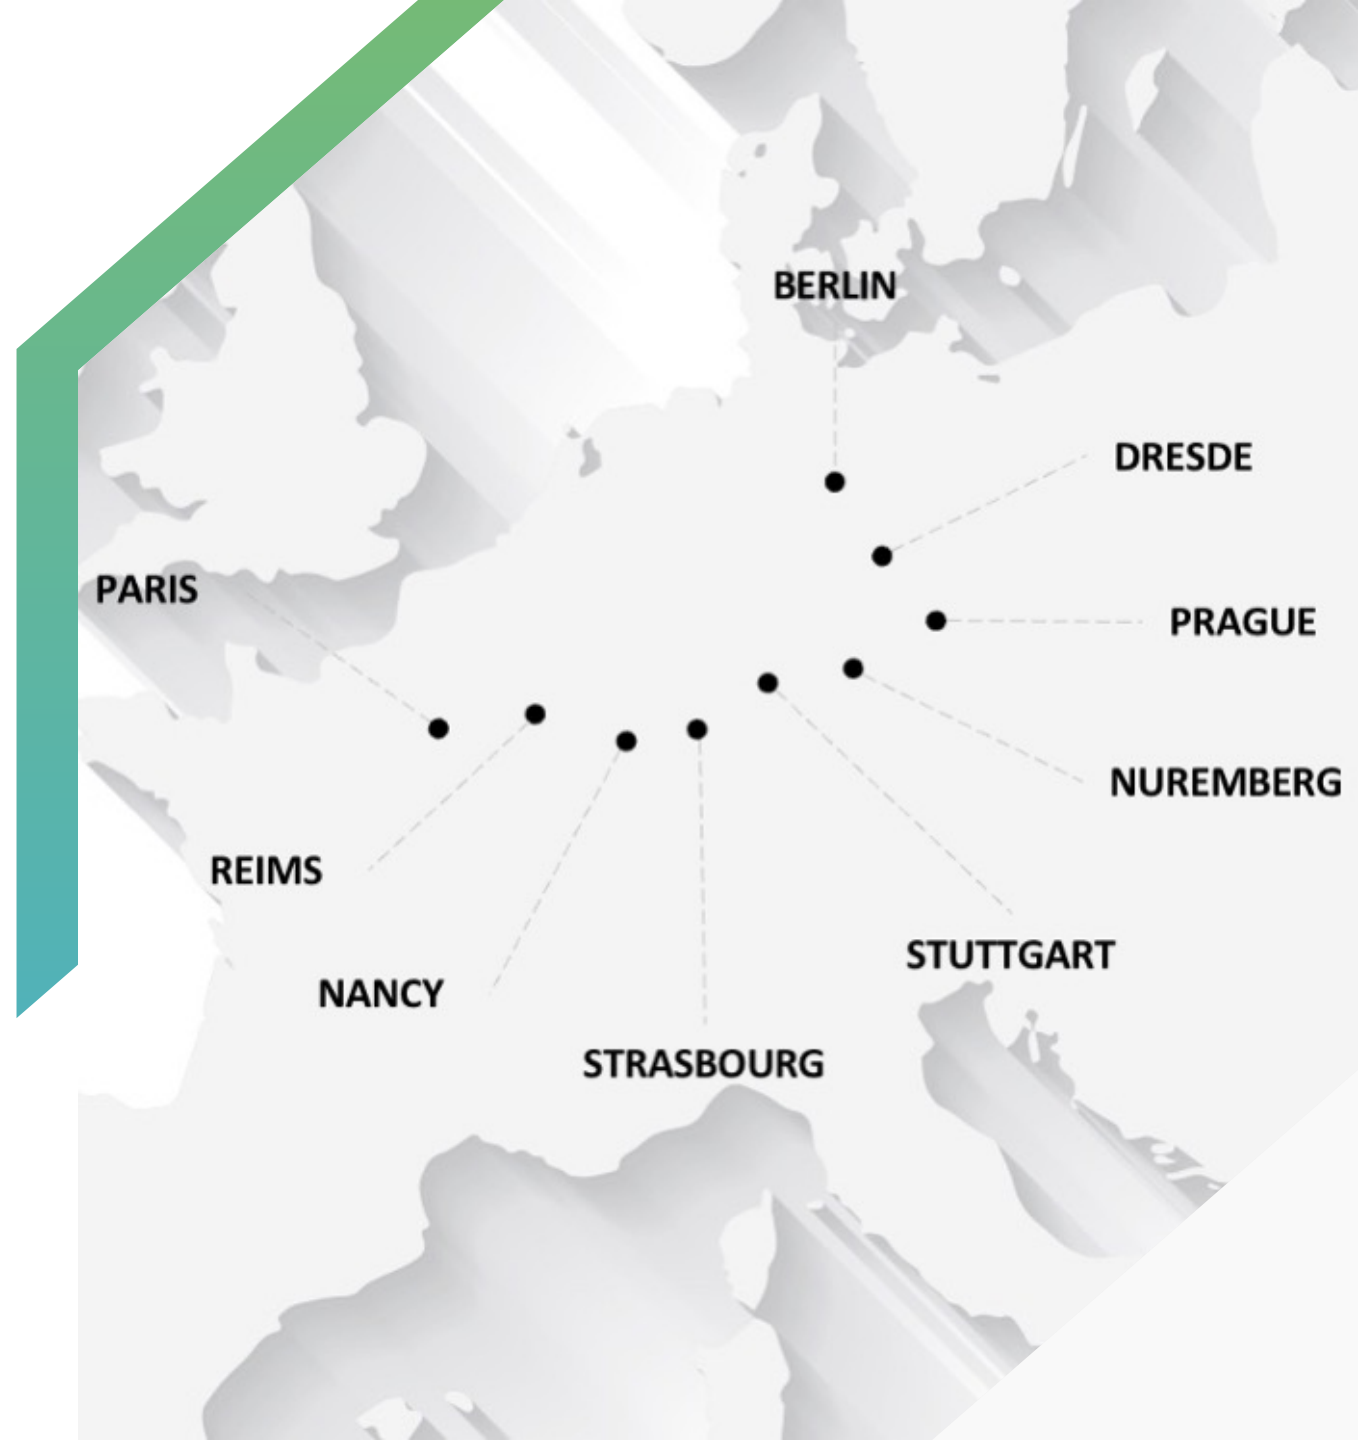 BERLIN
DRESDE
PARIS
PRAGUE
NUREMBERG
REIMS
STUTTGART
NANCY
STRASBOURG